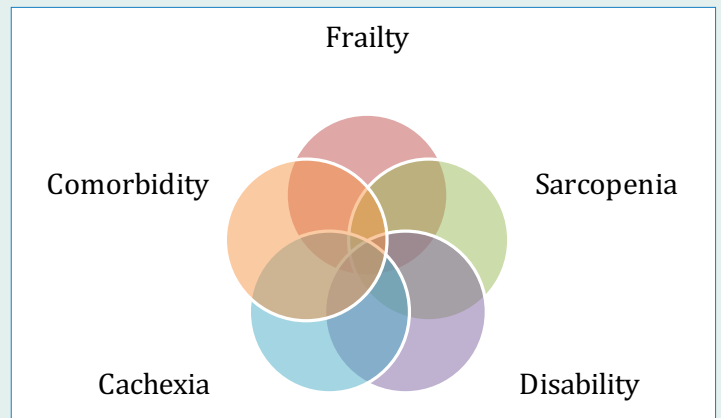 Frailty
Comorbidity
Sarcopenia
Cachexia
Disability